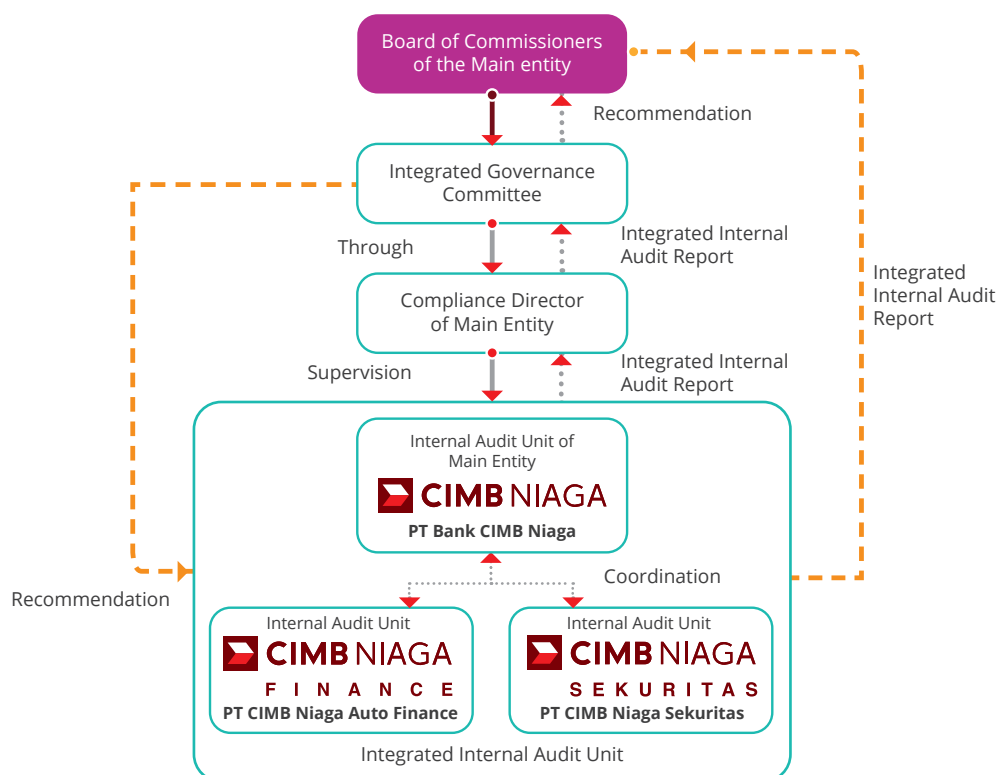 Board of Commissioners
of the Main entity
Recommendation
Integrated Governance
Committee
Through
Integrated Internal
Audit Report
Integrated
Internal Audit
Report
Compliance Director
of Main Entity
Supervision
Integrated Internal
Audit Report
Internal Audit Unit of
Main Entity
CIMB NIAGA
PT Bank CIMB Niaga
Coordination
Recommendation
Internal Audit Unit
CIMB NIAGA
FINANCE
PT CIMB Niaga Auto Finance
Internal Audit Unit
CIMB NIAGA
SEKURITAS
PT CIMB Niaga Sekuritas
Integrated Internal Audit Unit